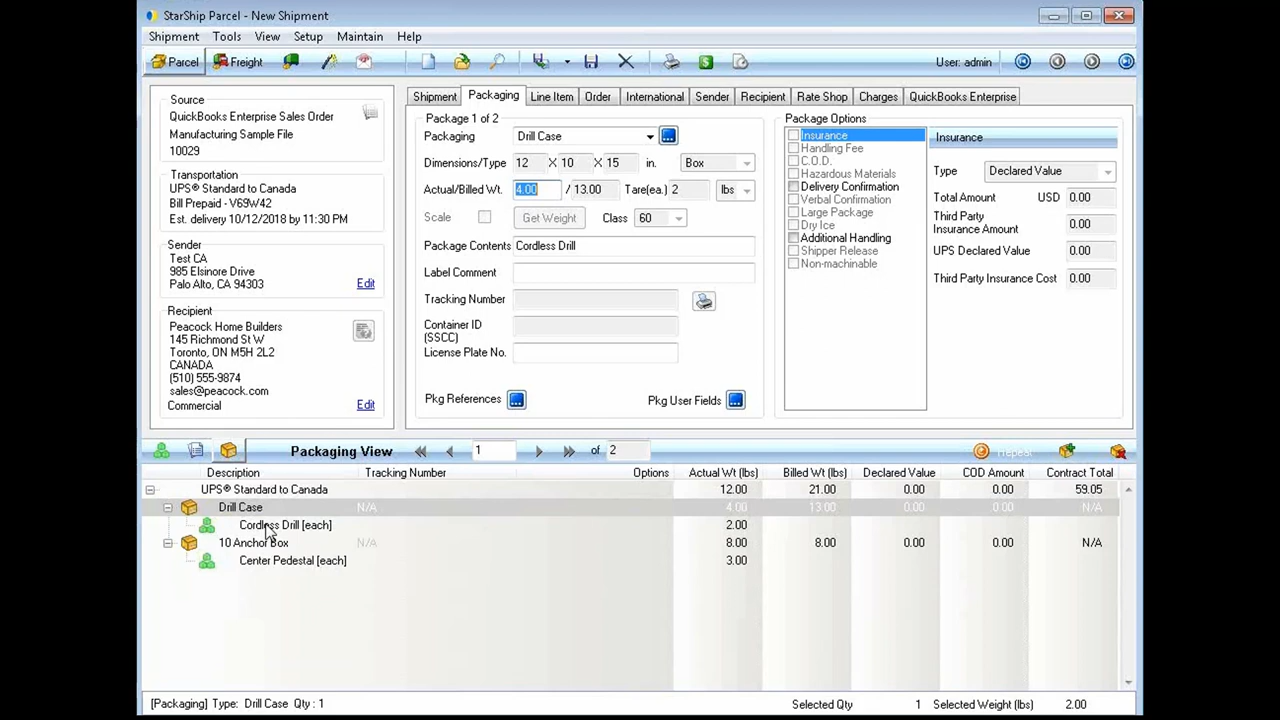 StarShip Parcel - New Shipment
Shipment Tools View Setup Maintain Help
Parcel Freight User: admin
Source
QuickBooks Enterprise Sales Order
Manufacturing Sample File
10029
Transportation
UPS® Standard to Canada
Bill Prepaid - V69W42
Est. delivery 10/12/2018 by 11:30 PM
Sender
Test CA
985 Elsinore Drive
Palo Alto, CA 94303 Edit
Recipient
Peacock Home Builders
145 Richmond St W
Toronto, ON M5H 2L2
CANADA
(510) 555-9874
sales@peacock.com
Commercial Edit
Shipment Packaging Line Item Order International Sender Recipient Rate Shop Charges QuickBooks Enterprise
Package 1 of 2
Packaging Drill Case
Dimensions/Type 12 X 10 X 15 in. Box
Actual/Billed Wt. 4.00 / 13.00 Tare(ea.) 2 lbs
Scale Get Weight Class 60
Package Contents Cordless Drill
Label Comment
Tracking Number
Container ID
(SSCC)
License Plate No.
Pkg References Pkg User Fields
Package Options
Insurance
Handling Fee
C.O.D.
Hazardous Materials
Delivery Confirmation
Verbal Confirmation
Large Package
Dry Ice
Additional Handling
Shipper Release
Non-machinable
Insurance
Type Declared Value
Total Amount USD 0.00
Third Party
Insurance Amount 0.00
UPS Declared Value 0.00
Third Party Insurance Cost 0.00
Packaging View 1 of 2 Repeat
Description Tracking Number Options Actual Wt (lbs) Billed Wt (lbs) Declared Value COD Amount Contract Total
UPS® Standard to Canada 12.00 21.00 0.00 0.00 59.05
Drill Case N/A 4.00 13.00 0.00 0.00 N/A
Cordless Drill [each] 2.00
10 Anchor Box N/A 8.00 8.00 0.00 0.00 N/A
Center Pedestal [each] 3.00
[Packaging] Type: Drill Case Qty : 1 Selected Qty 1 Selected Weight (lbs) 2.00